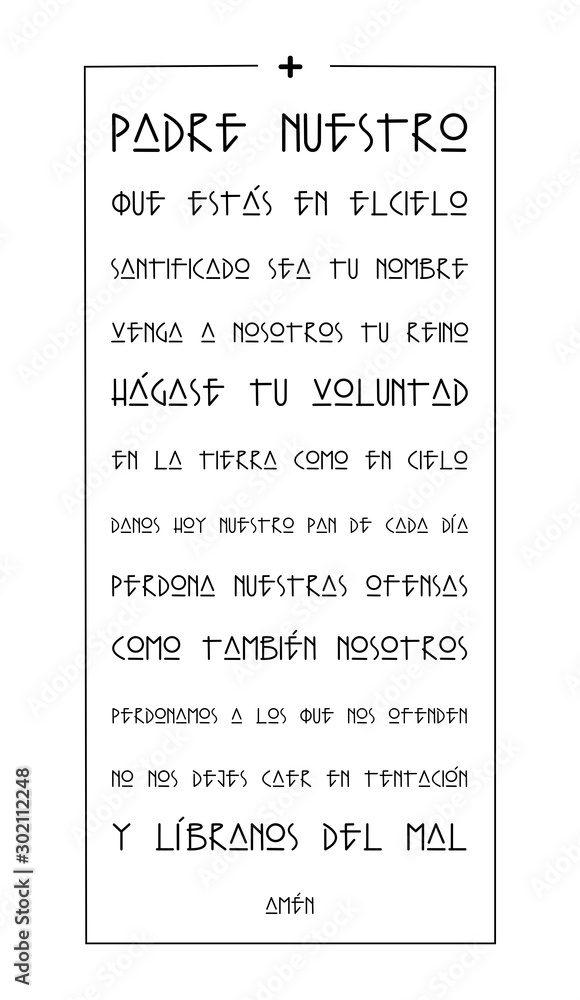 +
PADRE NUESTRO
QUE ESTÁS EN ELCIELO
SANTIFICADO SEA TU NOMBRE
VENGA A NOSOTROS TU REINO
HÁGASE TU VOLUNTAD
EN LA TIERRA COMO EN CIELO
DANOS HOY NUESTRO PAN DE CADA DÍA
PERDONA NUESTRAS OFENSAS
COMO TAMBIÉN NOSOTROS
PERDONAMOS A LOS QUE NOS OFENDEN
NO NOS DEJES CAER EN TENTACIÓN
Y LÍBRANOS DEL MAL
AMÉN
Adobe Stock | #302112248